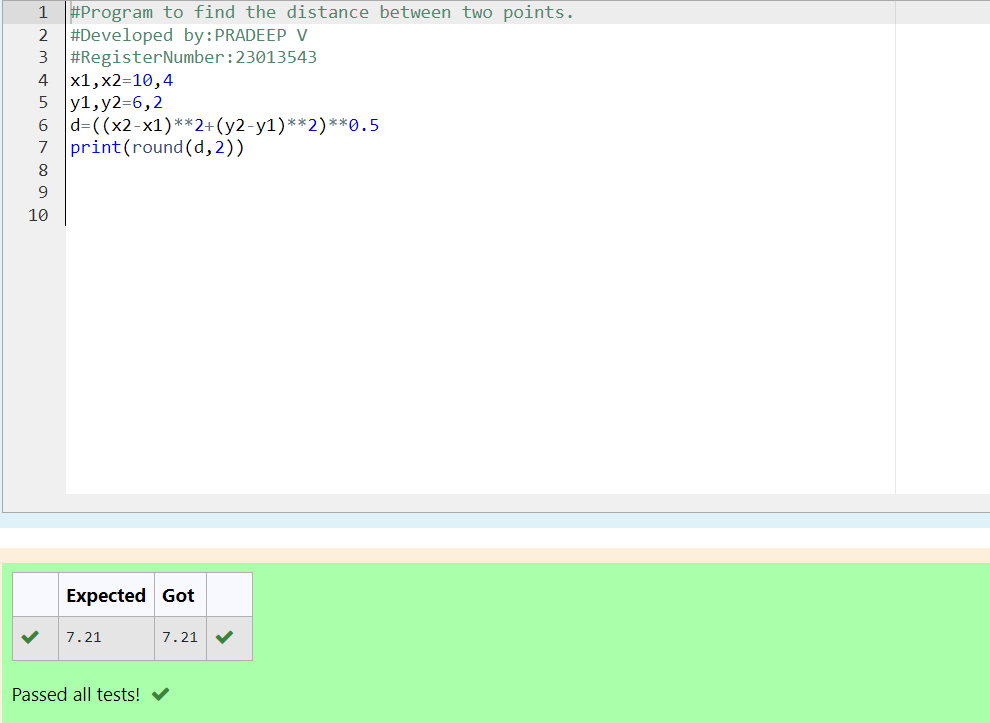 1 #Program to find the distance between two points.
2 #Developed by:PRADEEP V
3 #RegisterNumber:23013543
4 x1,x2=10,4
5 y1,y2=6,2
6 d=((x2-x1)**2+(y2-y1)**2)**0.5
7 print(round(d,2))
8
9
10
Expected Got
7.21 7.21
Passed all tests!